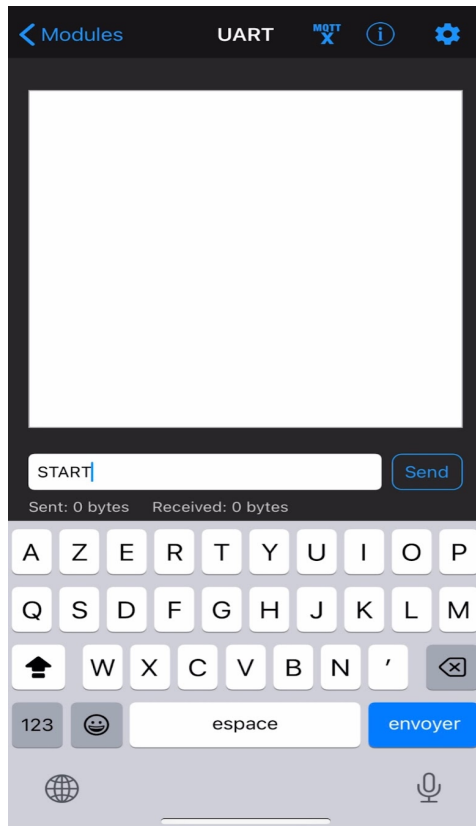 Modules UART MQTT X i
START Send
Sent: 0 bytes Received: 0 bytes
A Z E R T Y U I O P
Q S D F G H J K L M
W X C V B N '
123 espace envoyer